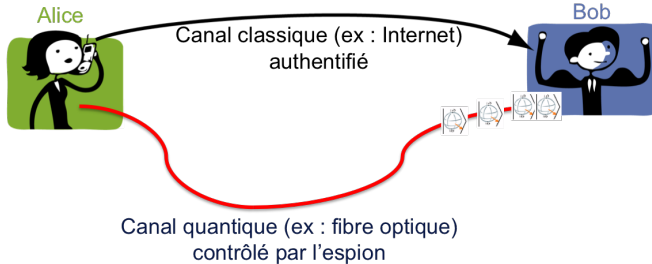 Alice
Bob
Canal classique (ex : Internet)
authentifié
Canal quantique (ex : fibre optique)
contrôlé par l'espion